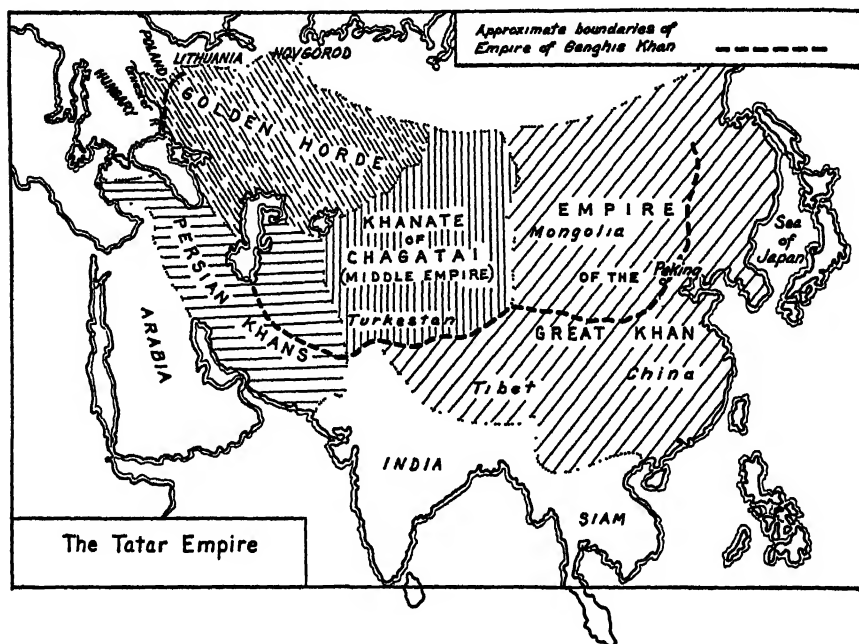 Approximate boundaries of
Empire of Genghis Khan
POLAND
LITHUANIA
NOVGOROD
HUNGARY
GOLDEN HORDE
KHANATE
OF
CHAGATAI
(MIDDLE EMPIRE)
Turkestan
EMPIRE
Mongolia
OF THE
Peking
GREAT KHAN
China
Sea
of
Japan
PERSIAN KHANS
ARABIA
Tibet
INDIA
SIAM
The Tatar Empire